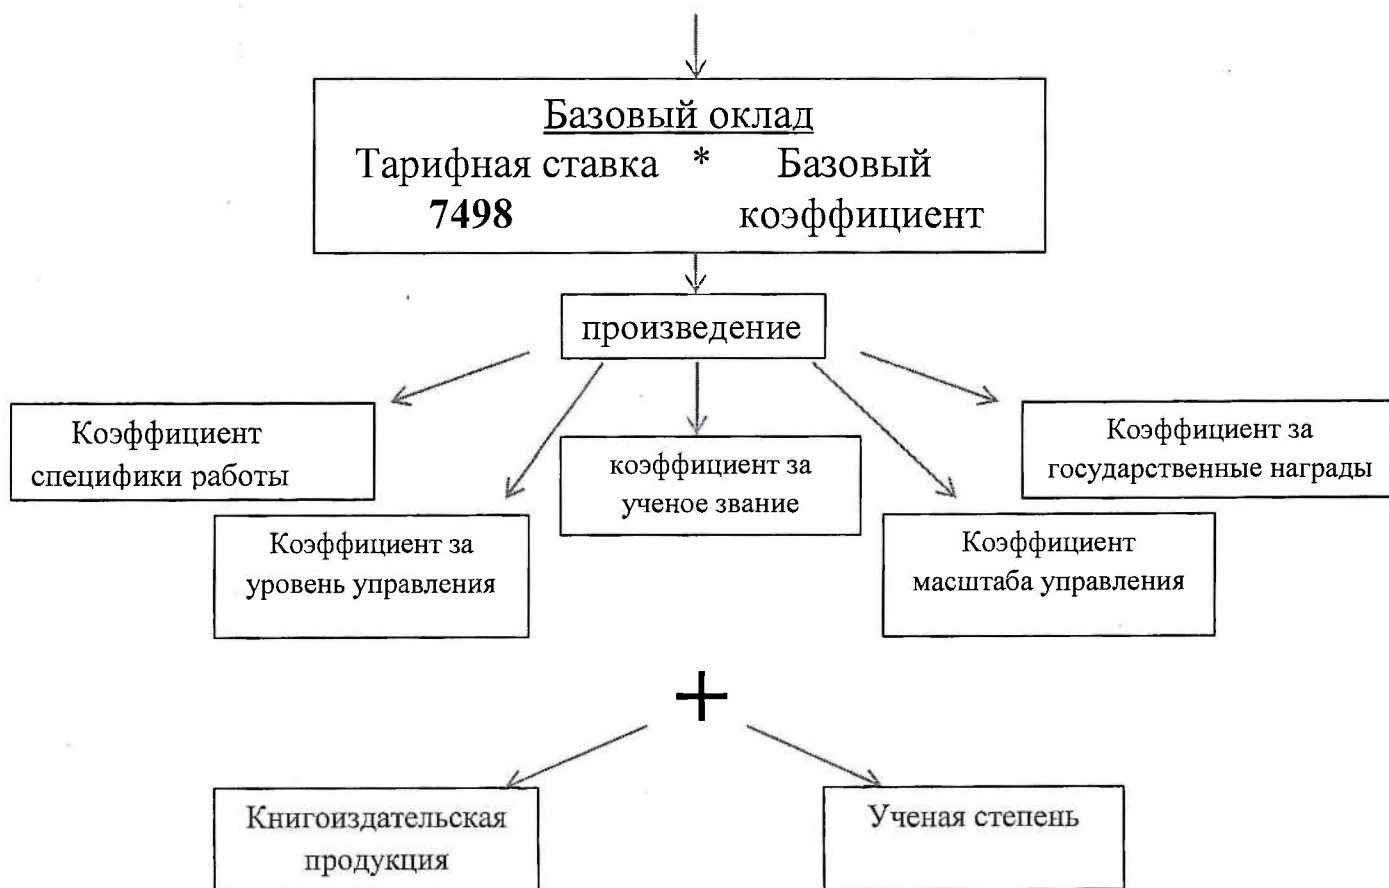 Базовый оклад
Тарифная ставка * Базовый
7498 коэффициент
произведение
Коэффициент
специфики работы
Коэффициент за
уровень управления
коэффициент за
ученое звание
Коэффициент
масштаба управления
Коэффициент за
государственные награды
+
Книгоиздательская
продукция
Ученая степень